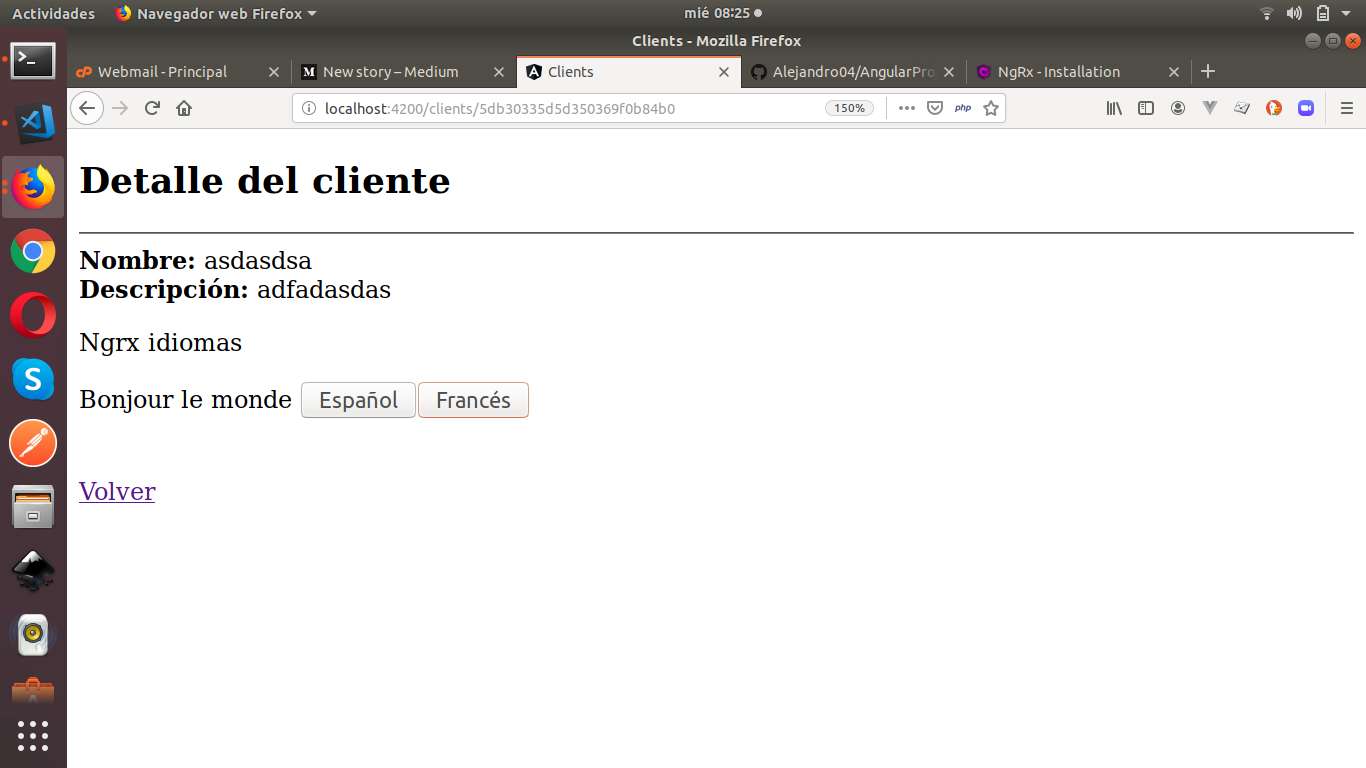 Actividades Navegador web Firefox mié 08:25
Clients - Mozilla Firefox
Webmail - Principal New story – Medium Clients Alejandro04/AngularPro NgRx - Installation
localhost:4200/clients/5db30335d5d350369f0b84b0 150% php
Detalle del cliente
Nombre: asdasdsa
Descripción: adfadasdas
Ngrx idiomas
Bonjour le monde Español Francés
Volver